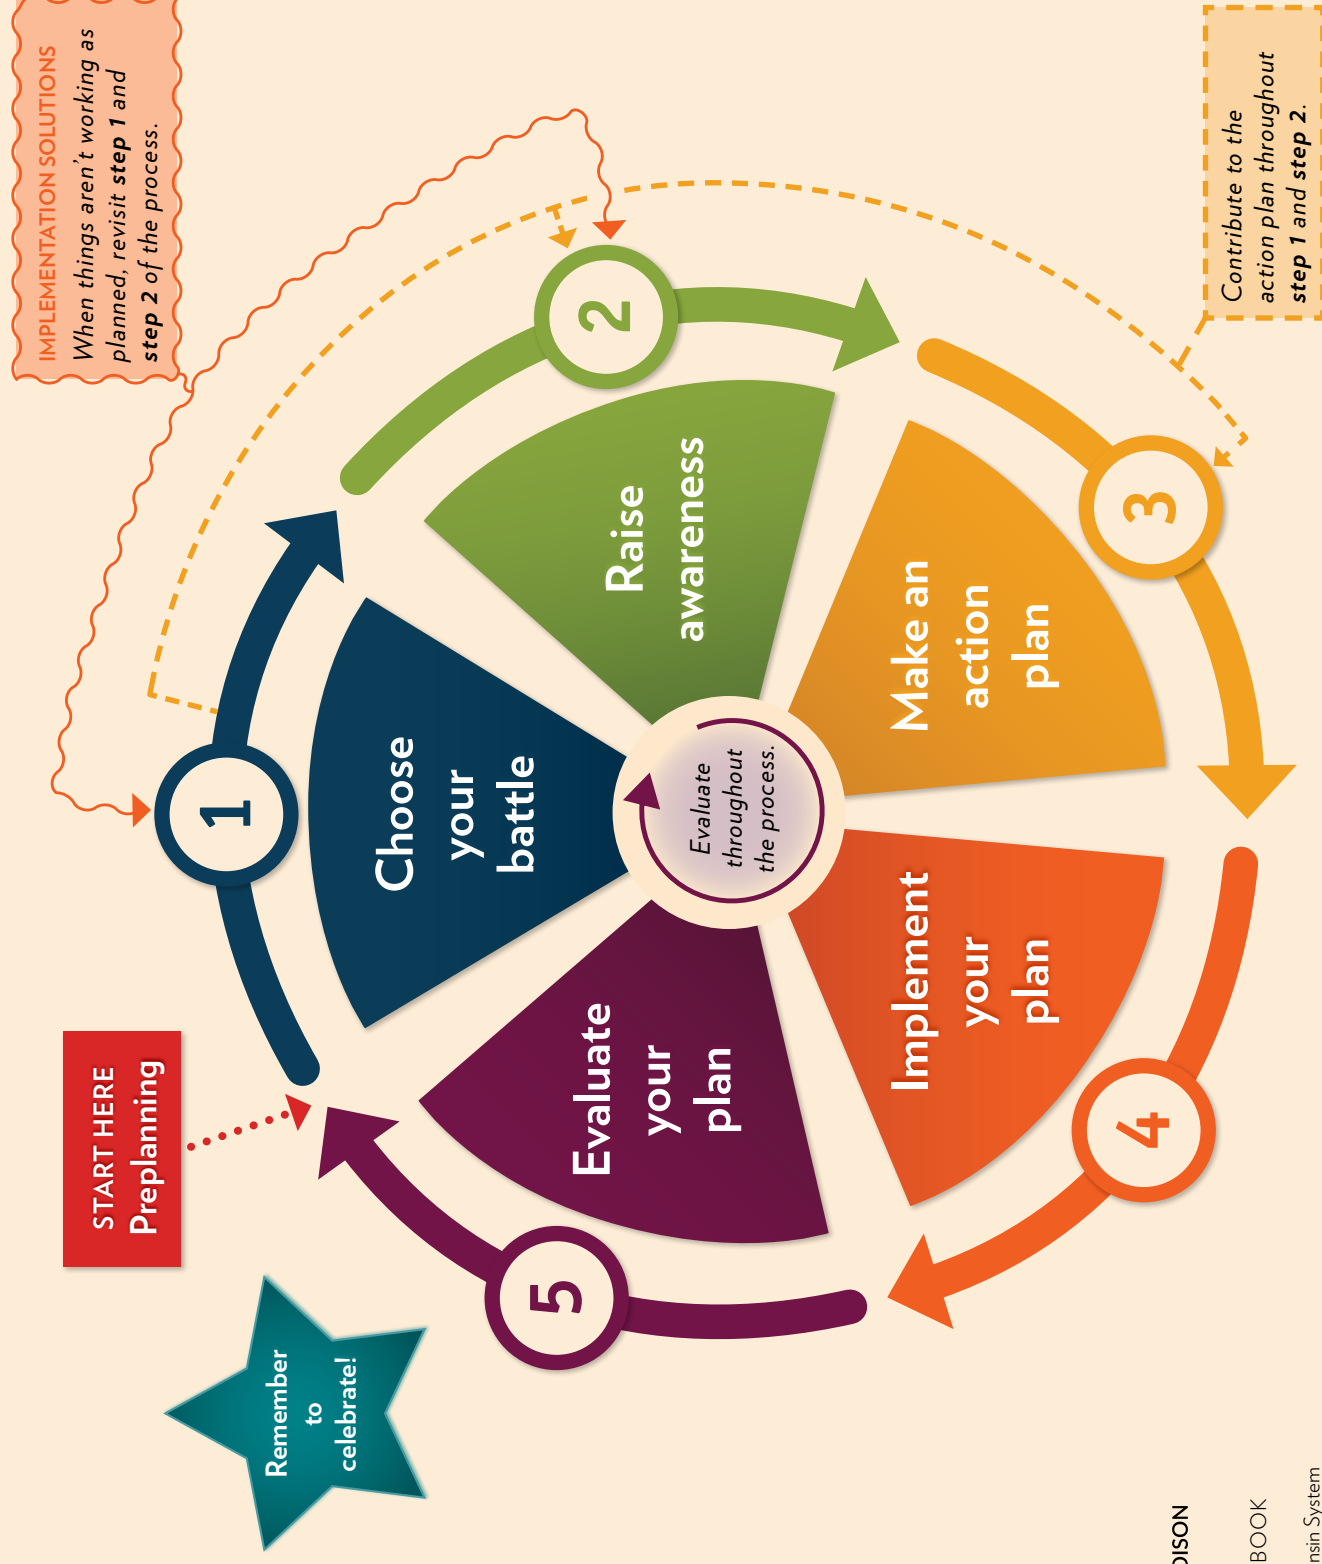 IMPLEMENTATION SOLUTIONS
When things aren't working as
planned, revisit step 1 and
step 2 of the process.
START HERE
Preplanning
Remember
to
celebrate!
1
Choose
your
battle
2
Raise
awareness
3
Make an
action
plan
4
Implement
your
plan
5
Evaluate
your
plan
Evaluate
throughout
the process.
Contribute to the
action plan throughout
step 1 and step 2.
DISON
BOOK
nsin System